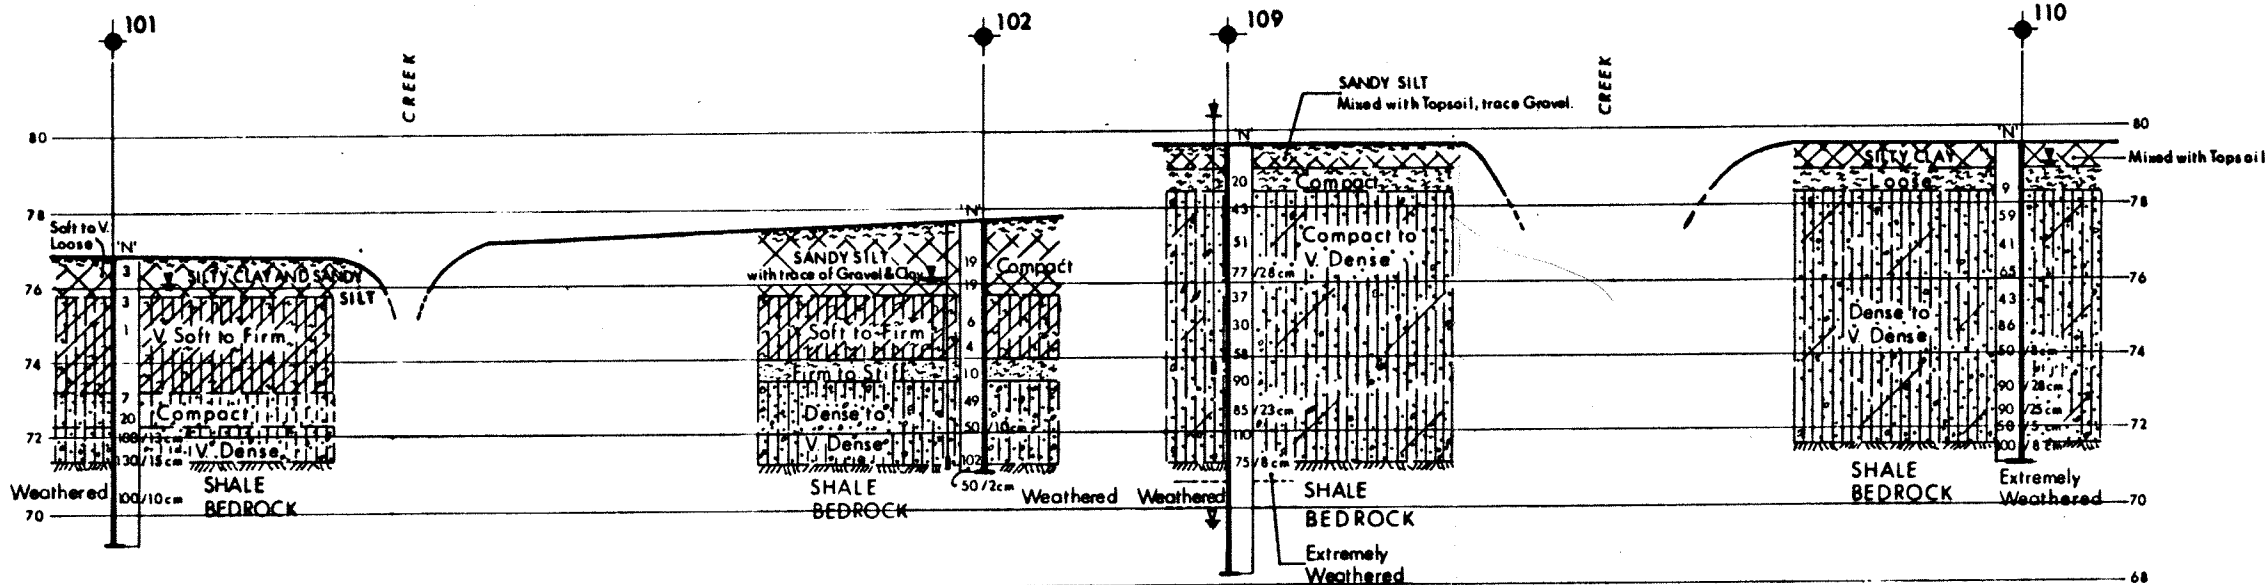 101
102
109
110
CREEK
CREEK
SANDY SILT
Mixed with Topsoil, trace Gravel.
80
80
'N'
'N'
SILTY CLAY
Mixed with Topsoil
Loose
Compact
20
9
78
78
'N'
43
59
Soft to V.
Loose
'N'
Compact to
V. Dense
51
41
3
SILTY CLAY AND SANDY
SILT
SANDY SILT
with trace of Gravel & Clay
19
Compact
77/28cm
65
76
3
19
37
43
1
V. Soft to Firm
Soft to Firm
6
30
Dense to
V. Dense
86
4
58
50/8cm
74
74
Firm to Stiff
10
90
90/28cm
7
Compact
20
Dense to
V. Dense
49
85/23cm
90/25cm
50/10cm
50/5cm
72
72
100/13cm
110
100/8cm
V. Dense
130/15cm
102
75/8cm
50/2cm
Weathered
100/10cm
SHALE
BEDROCK
SHALE
BEDROCK
Weathered
Weathered
SHALE
BEDROCK
SHALE
BEDROCK
Extremely
Weathered
70
70
Extremely
Weathered
68